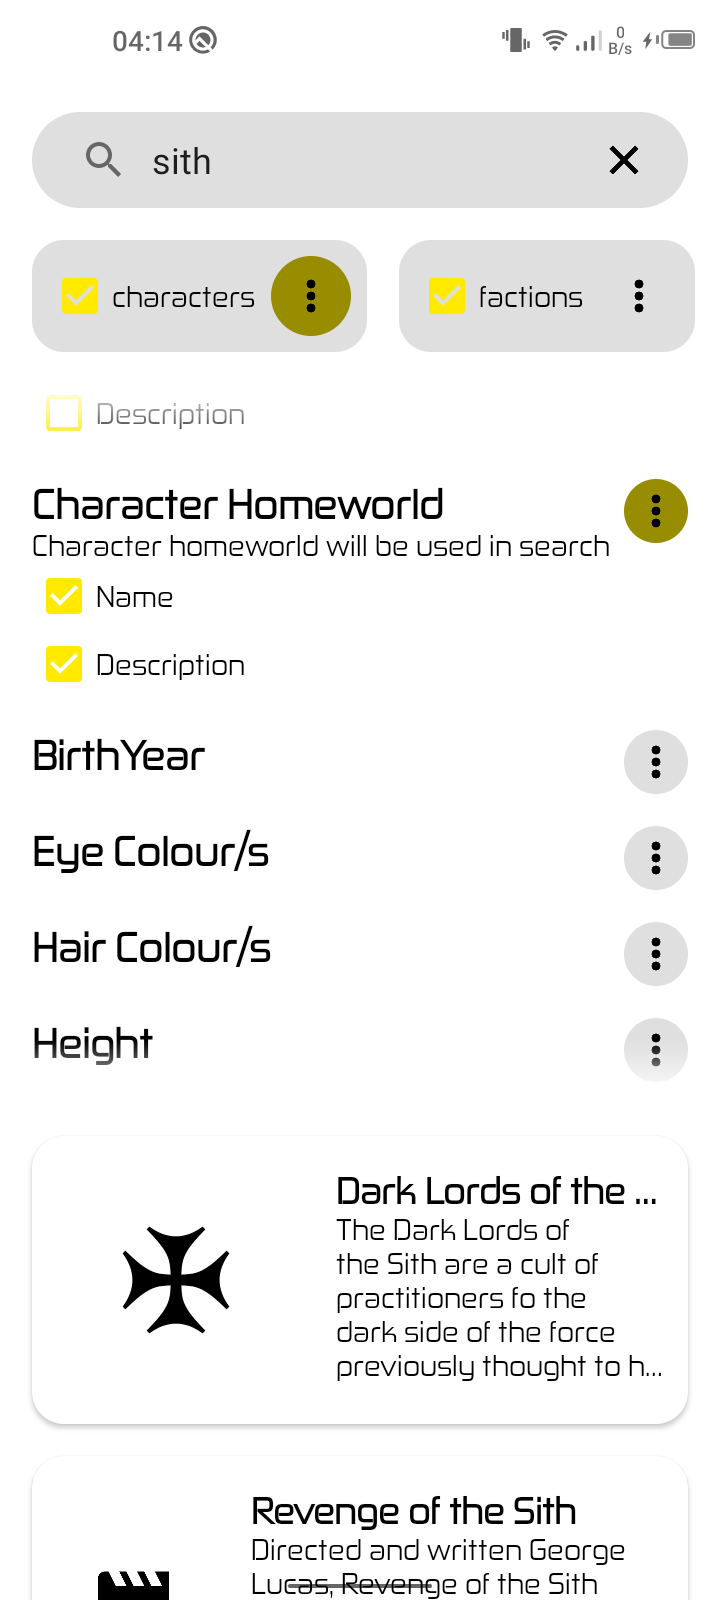 04:14
0
B/s
sith
characters
factions
Description
Character Homeworld
Character homeworld will be used in search
Name
Description
BirthYear
Eye Colour/s
Hair Colour/s
Height
Dark Lords of the ...
The Dark Lords of
the Sith are a cult of
practitioners fo the
dark side of the force
previously thought to h...
Revenge of the Sith
Directed and written George
Lucas, Revenge of the Sith